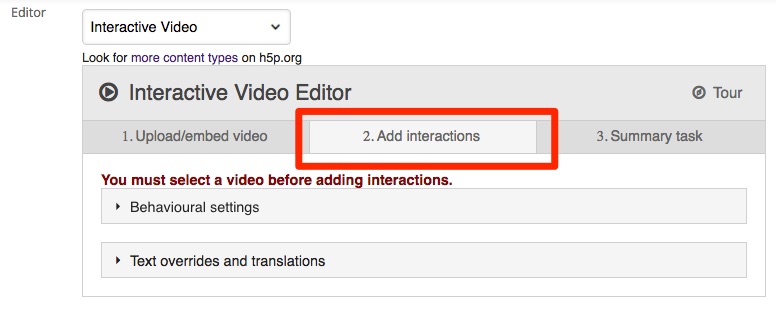 Editor
Interactive Video
Look for more content types on h5p.org
Interactive Video Editor
Tour
1. Upload/embed video
2. Add interactions
3. Summary task
You must select a video before adding interactions.
Behavioural settings
Text overrides and translations